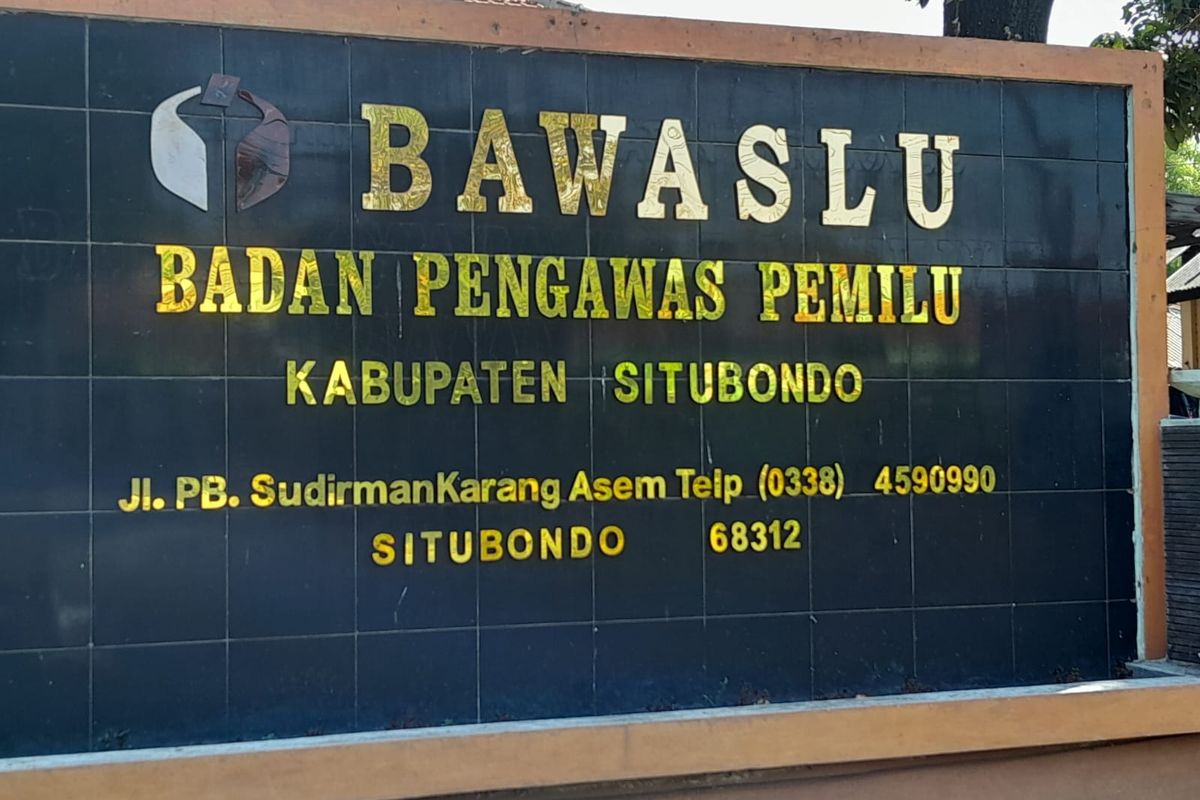 BAWASLU
BADAN PENGAWAS PEMILU
KABUPATEN SITUBONDO
Jl. PB. SudirmanKarang Asem Telp (0338) 4590990
SITUBONDO 68312